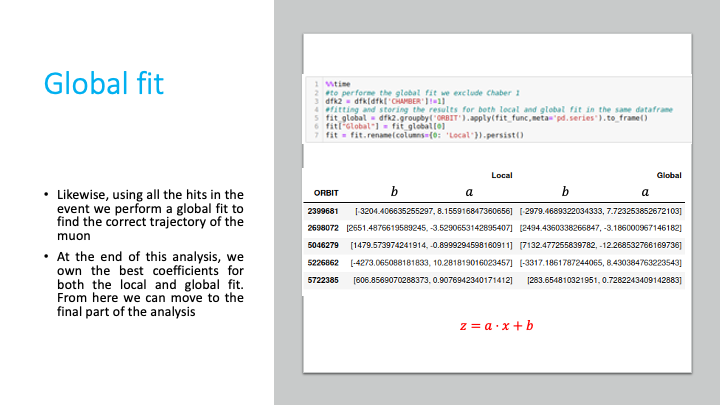 Global fit
• Likewise, using all the hits in the
event we perform a global fit to
find the correct trajectory of the
muon
• At the end of this analysis, we
own the best coefficients for
both the local and global fit.
From here we can move to the
final part of the analysis
1 %%time
2 #to performe the global fit we exclude Chaber 1
3 dfk2 = dfk[dfk['CHAMBER']!=1]
4 #fitting and storing the results for both local and global fit in the same dataframe
5 fit_global = dfk2.groupby('ORBIT').apply(fit_func,meta='pd.series').to_frame()
6 fit["Global"] = fit_global[0]
7 fit = fit.rename(columns={0: 'Local'}).persist()
Local Global
ORBIT b a b a
2399681 [-3204.406635255297, 8.155916847360656] [-2979.4689322034333, 7.723253852672103]
2698072 [2651.4876619589245, -3.5290653142895407] [2494.4360338266847, -3.186000967146182]
5046279 [1479.573974241914, -0.8999294598160911] [7132.477255839782, -12.268532766169736]
5226862 [-4273.065088181833, 10.281819016023457] [-3317.1861787244065, 8.430384763223543]
5722385 [606.8569070288373, 0.9076942340171412] [283.654810321951, 0.7282243409142883]
z = a · x + b